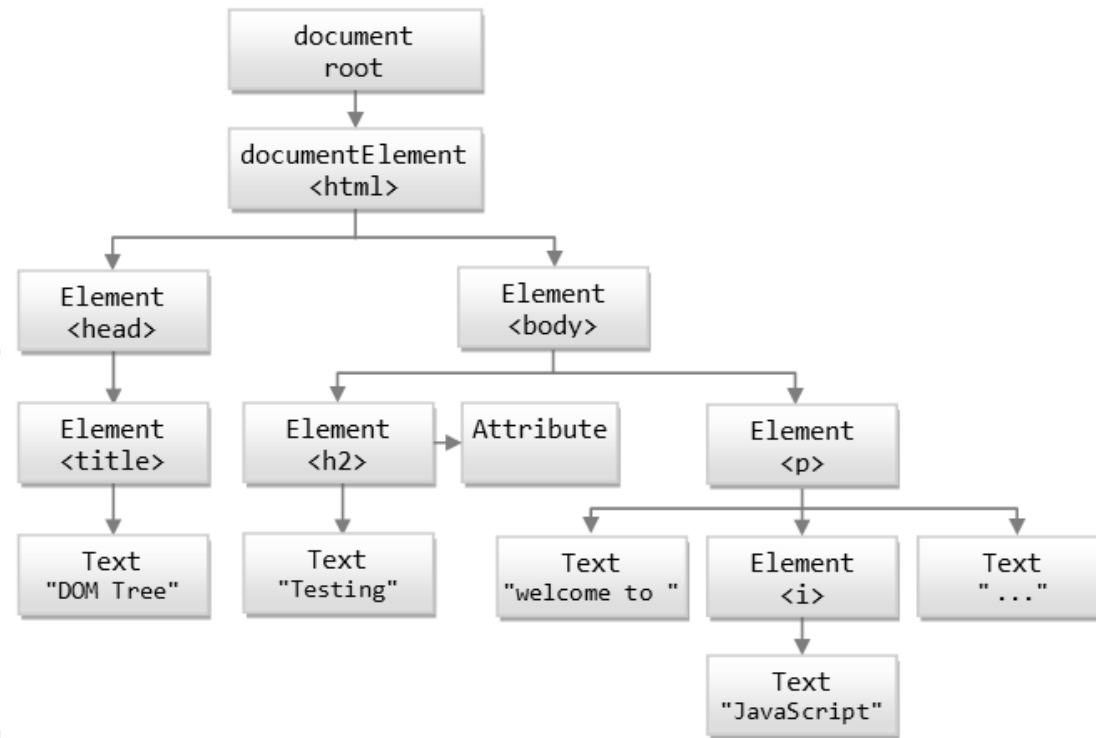 document
root
documentElement
<html>
Element
<head>
Element
<body>
Element
<title>
Element
<h2>
Attribute
Element
<p>
Text
"DOM Tree"
Text
"Testing"
Text
"welcome to "
Element
<i>
Text
" ..."
Text
"JavaScript"